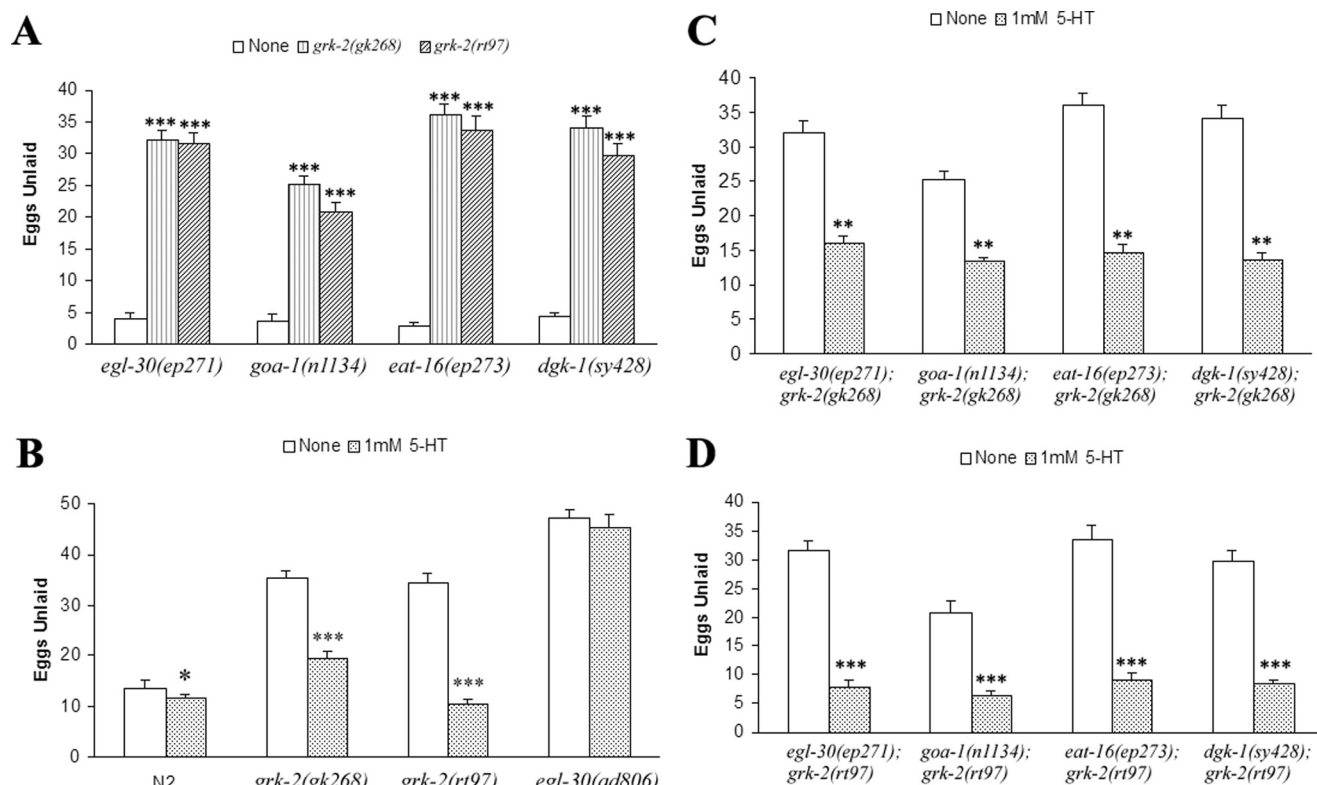 A
None grk-2(gk268) grk-2(rt97)
Eggs Unlaid
40
35
30
25
20
15
10
5
0
*** ***
*** ***
*** ***
*** ***
egl-30(ep271) goa-1(n1134) eat-16(ep273) dgk-1(sy428)
B
None 1mM 5-HT
Eggs Unlaid
50
40
30
20
10
0
*
***
***
N2 grk-2(gk268) grk-2(rt97) egl-30(ad806)
C
None 1mM 5-HT
Eggs Unlaid
40
35
30
25
20
15
10
5
0
**
**
**
**
egl-30(ep271); goa-1(n1134); eat-16(ep273); dgk-1(sy428);
grk-2(gk268) grk-2(gk268) grk-2(gk268) grk-2(gk268)
D
None 1mM 5-HT
Eggs Unlaid
40
35
30
25
20
15
10
5
0
***
***
***
***
egl-30(ep271); goa-1(n1134); eat-16(ep273); dgk-1(sy428);
grk-2(rt97) grk-2(rt97) grk-2(rt97) grk-2(rt97)